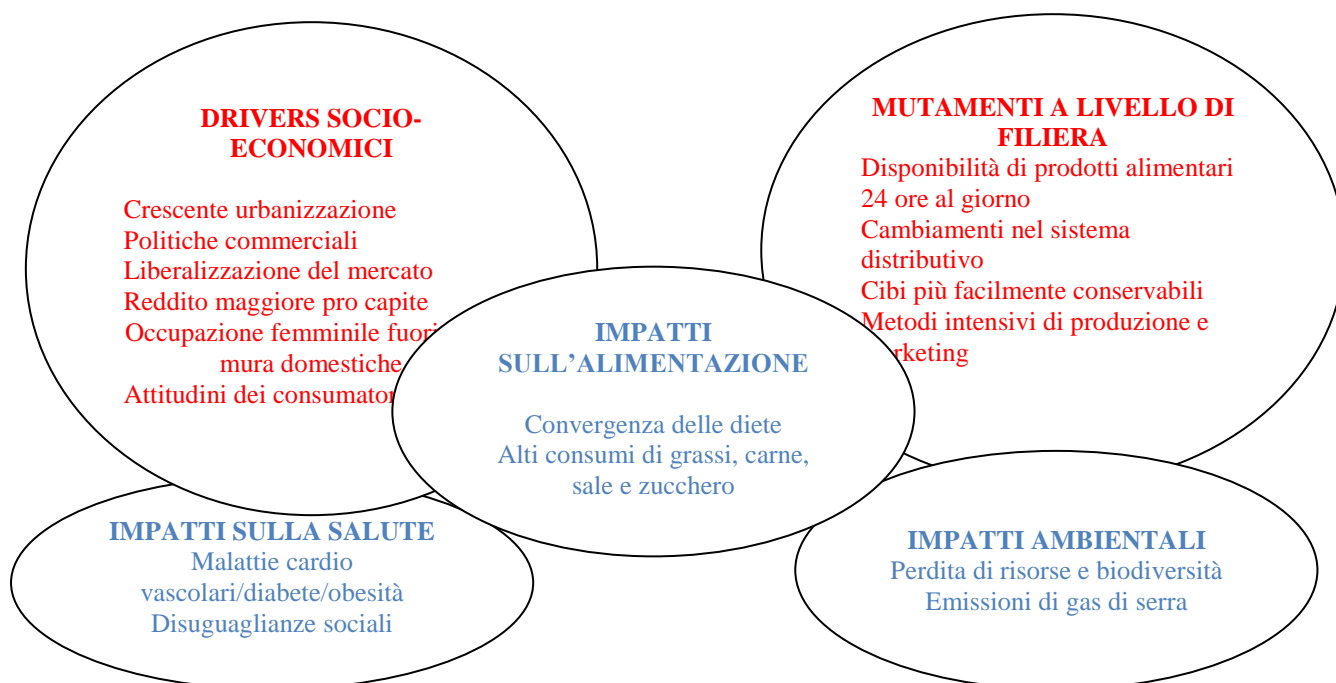 DRIVERS SOCIO-
ECONOMICI
Crescente urbanizzazione
Politiche commerciali
Liberalizzazione del mercato
Reddito maggiore pro capite
Occupazione femminile fuori
mura domestiche
Attitudini dei consumator
MUTAMENTI A LIVELLO DI
FILIERA
Disponibilità di prodotti alimentari
24 ore al giorno
Cambiamenti nel sistema
distributivo
Cibi più facilmente conservabili
Metodi intensivi di produzione e
rketing
IMPATTI
SULL’ALIMENTAZIONE
Convergenza delle diete
Alti consumi di grassi, carne,
sale e zucchero
IMPATTI SULLA SALUTE
Malattie cardio
vascolari/diabete/obesità
Disuguaglianze sociali
IMPATTI AMBIENTALI
Perdita di risorse e biodiversità
Emissioni di gas di serra